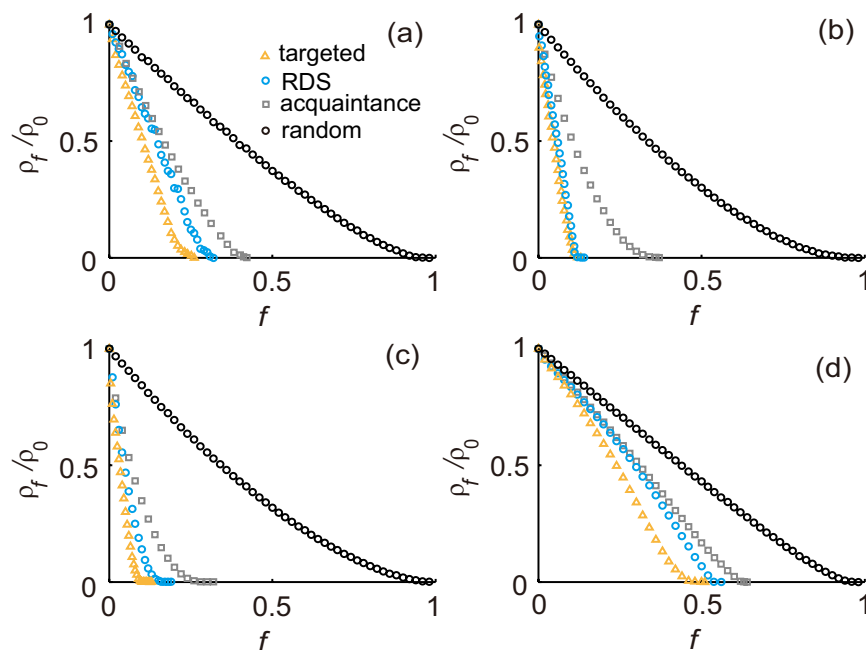 (a)
1
0.5
0
ρf /ρ0
targeted
RDS
acquaintance
random
0 0.5 1
f
(b)
1
0.5
0
ρf /ρ0
0 0.5 1
f
(c)
1
0.5
0
ρf /ρ0
0 0.5 1
f
(d)
1
0.5
0
ρf /ρ0
0 0.5 1
f